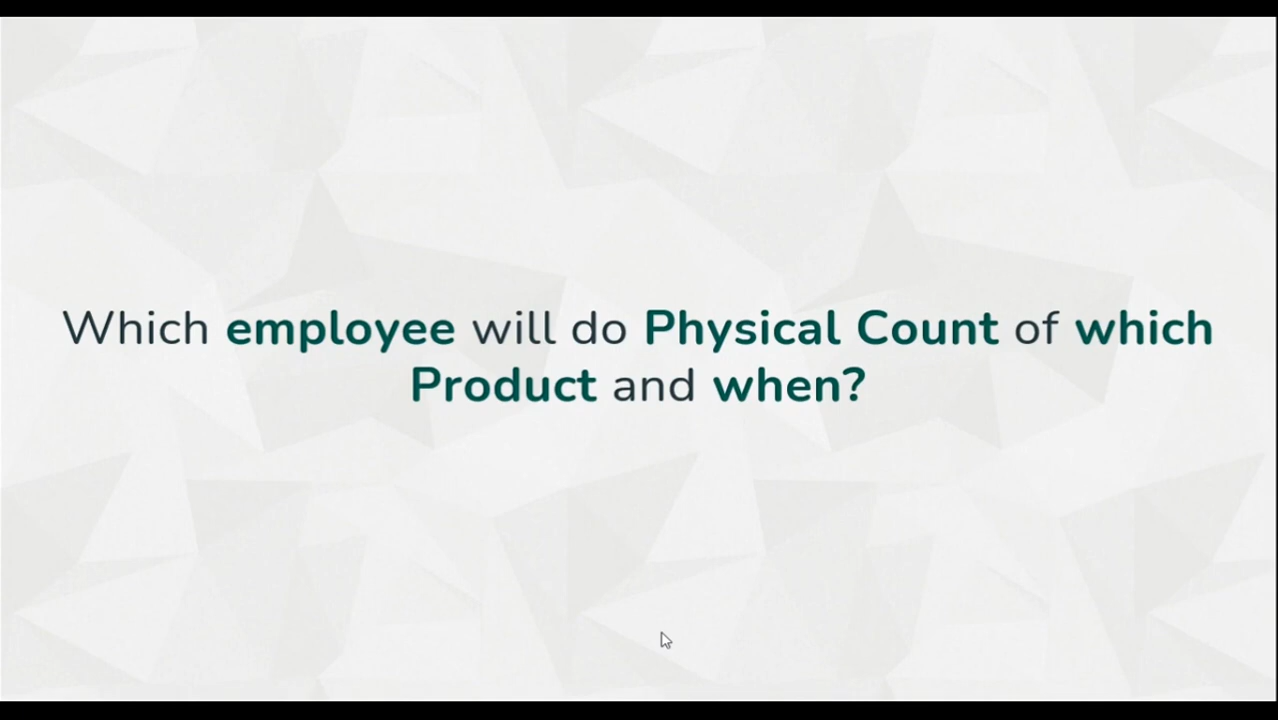 Which employee will do Physical Count of which
Product and when?